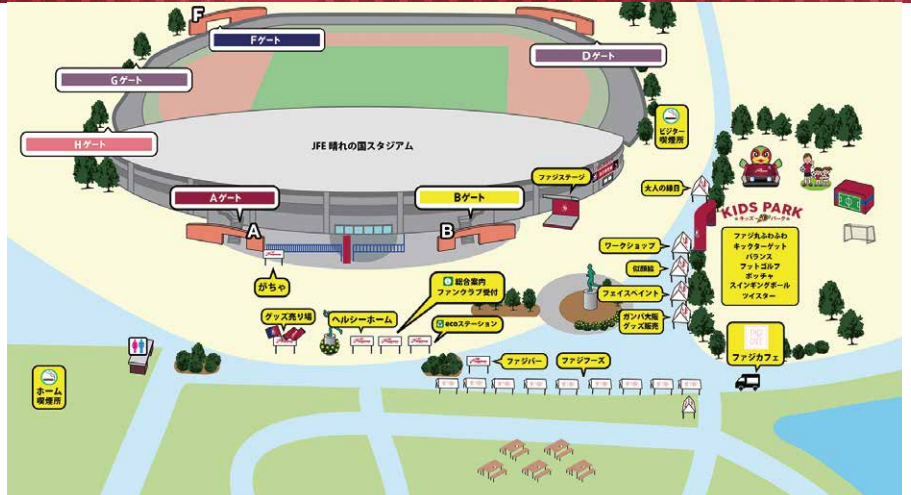 F
Fゲート
Dゲート
Gゲート
Hゲート
JFE 晴れの国スタジアム
ビジター
喫煙所
ファジステージ
大人の縁日
Aゲート
Bゲート
A
B
KIDS PARK
キッズパーク
ファジ丸ふわふわ
キックターゲット
バランス
フットゴルフ
ボッチャ
スインギングボール
ツイスター
ワークショップ
似顔絵
フェイスペイント
ガンバ大阪
グッズ販売
がちゃ
総合案内
ファンクラブ受付
グッズ売り場
ヘルシーホーム
ecoステーション
ファジバー
ファジフーズ
ファジカフェ
ホーム
喫煙所